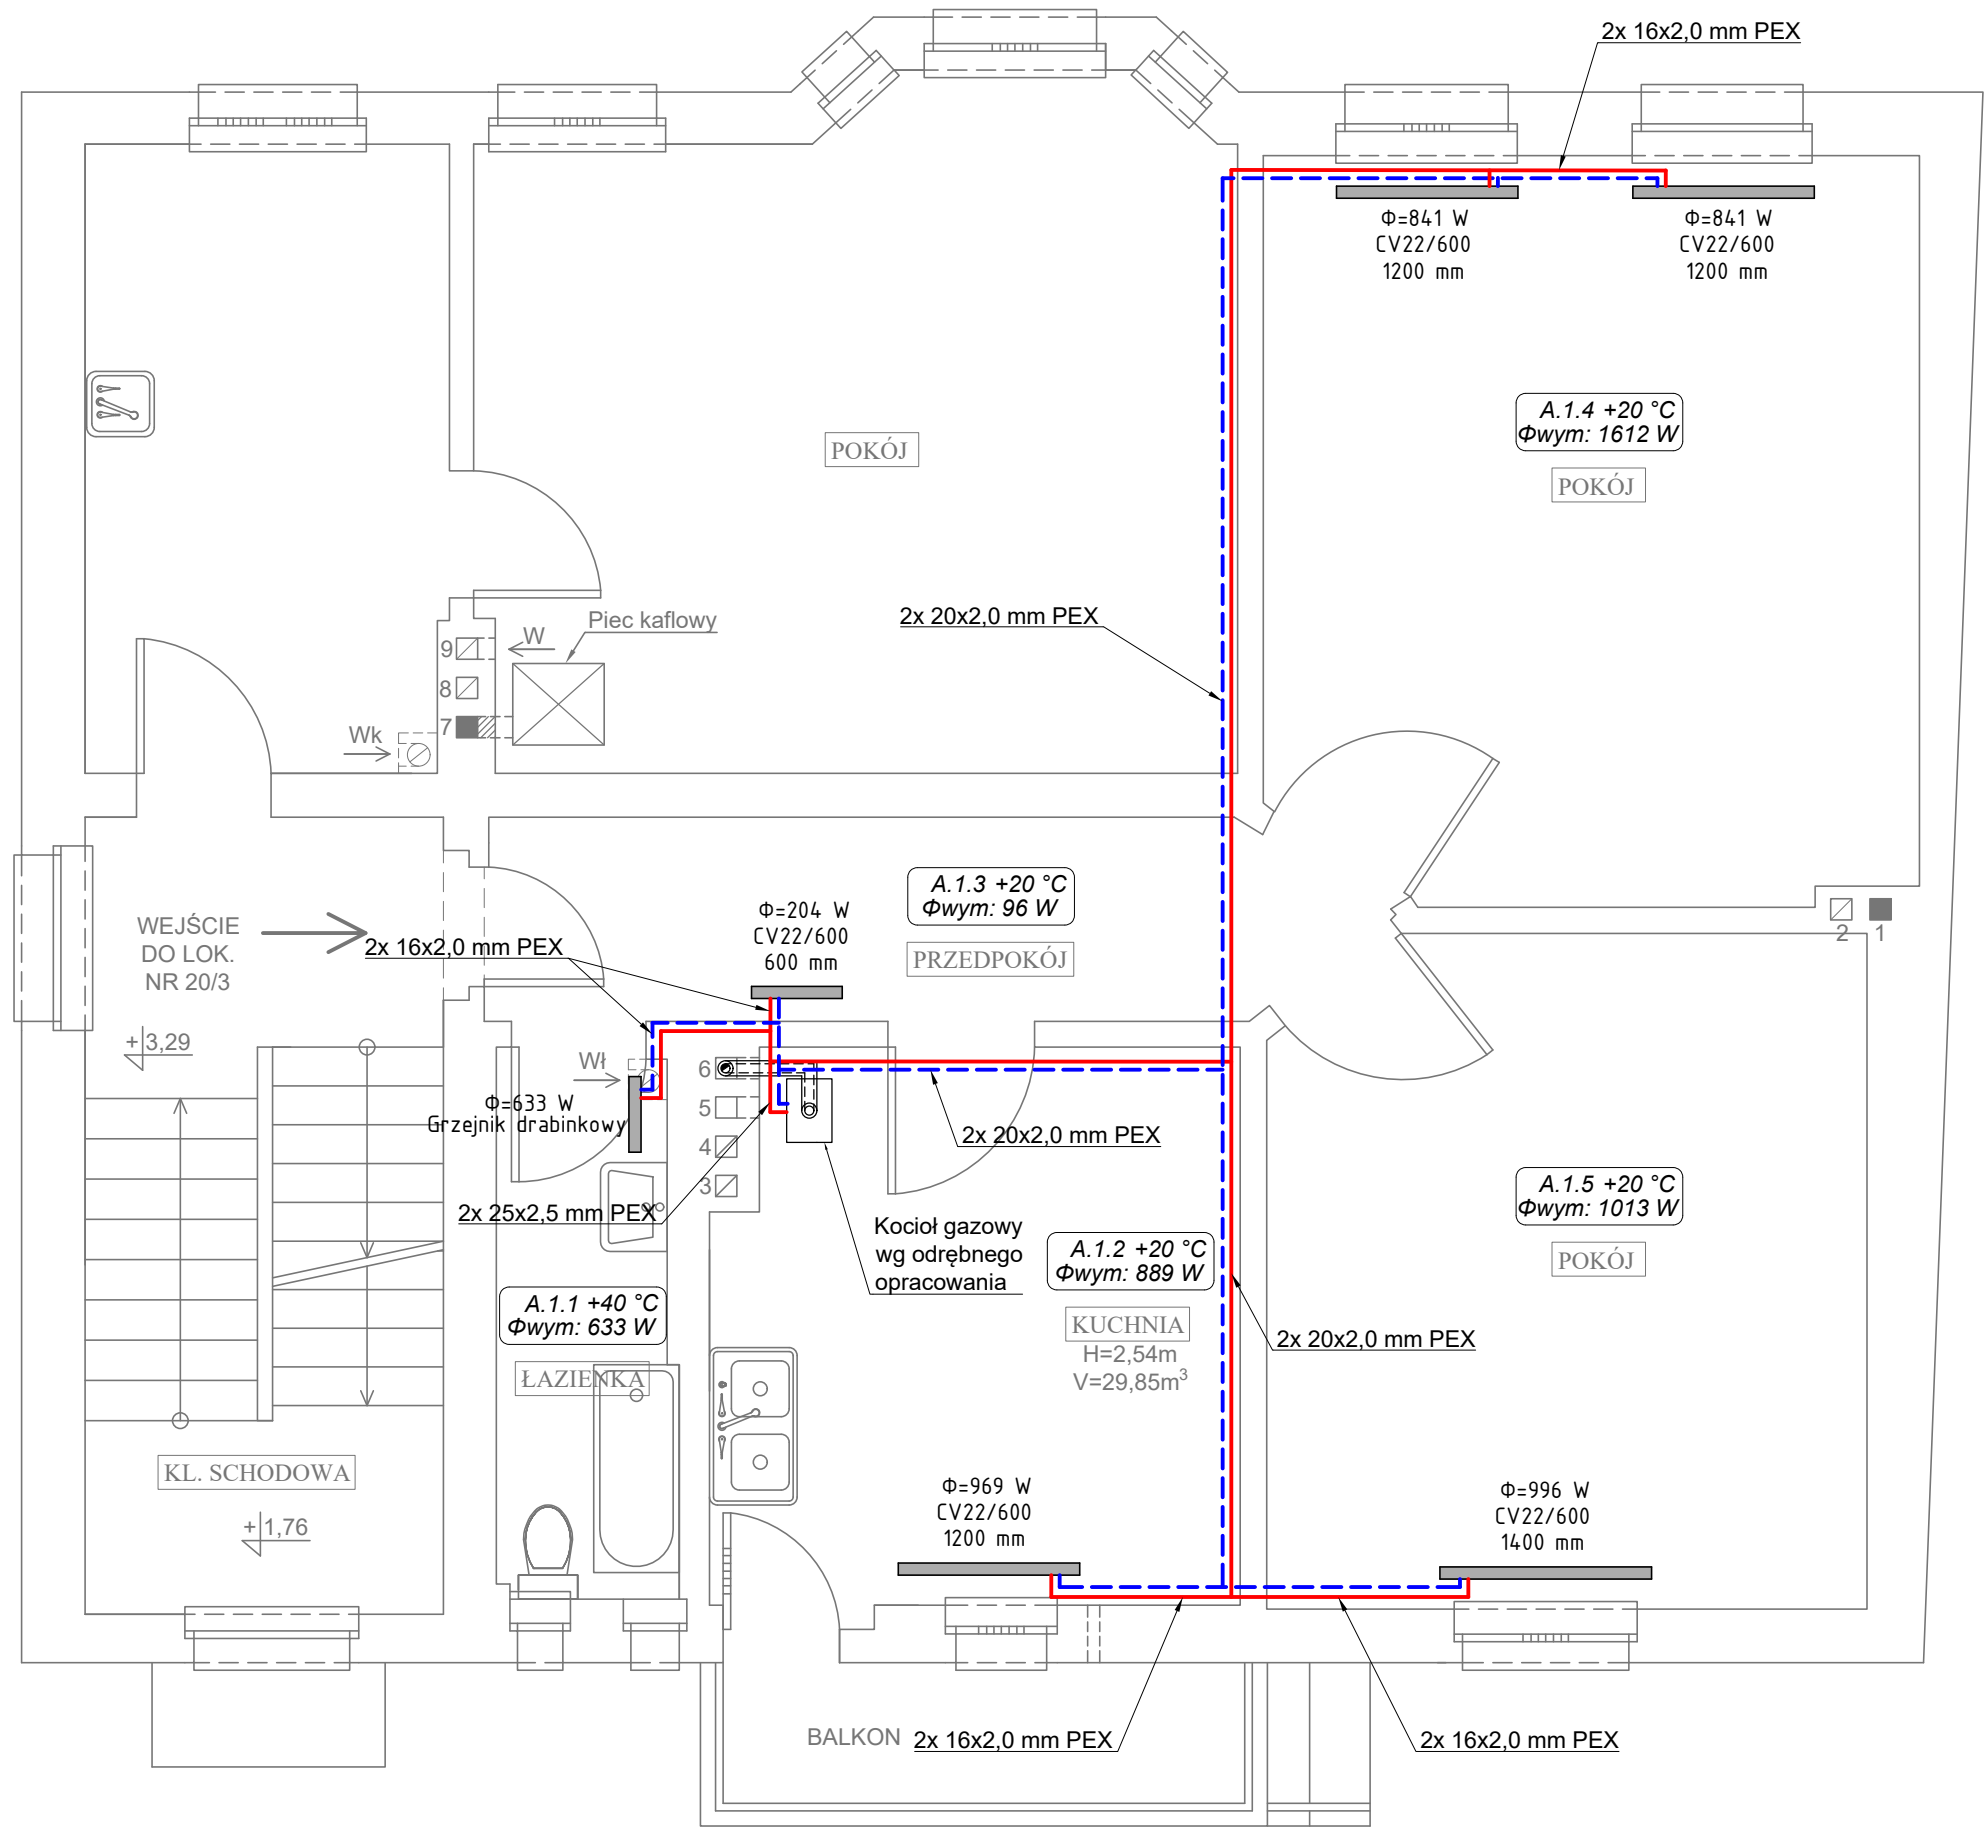 2x 16x2,0 mm PEX
Φ=841 W
CV22/600
1200 mm
Φ=841 W
CV22/600
1200 mm
A.1.4 +20 °C
Φwym: 1612 W
POKÓJ
POKÓJ
2x 20x2,0 mm PEX
Piec kaflowy
W
9
8
7
Wk
WEJŚCIE
DO LOK.
NR 20/3
+3,29
2x 16x2,0 mm PEX
Φ=204 W
CV22/600
600 mm
A.1.3 +20 °C
Φwym: 96 W
PRZEDPOKÓJ
2
1
Wł
Φ=633 W
Grzejnik drabinkowy
6
5
4
3
2x 20x2,0 mm PEX
2x 25x2,5 mm PEX
Kocioł gazowy
wg odrębnego
opracowania
A.1.2 +20 °C
Φwym: 889 W
KUCHNIA
H=2,54m
V=29,85m³
A.1.5 +20 °C
Φwym: 1013 W
POKÓJ
2x 20x2,0 mm PEX
A.1.1 +40 °C
Φwym: 633 W
ŁAZIENKA
KL. SCHODOWA
+1,76
Φ=969 W
CV22/600
1200 mm
Φ=996 W
CV22/600
1400 mm
BALKON
2x 16x2,0 mm PEX
2x 16x2,0 mm PEX